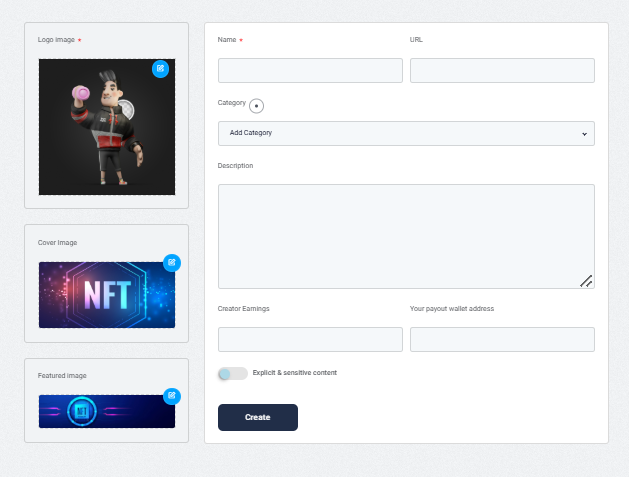 Logo image *
Cover Image
NFT
Featured image
NFT
Name *
URL
Category
Add Category
Description
Creator Earnings
Your payout wallet address
Explicit & sensitive content
Create